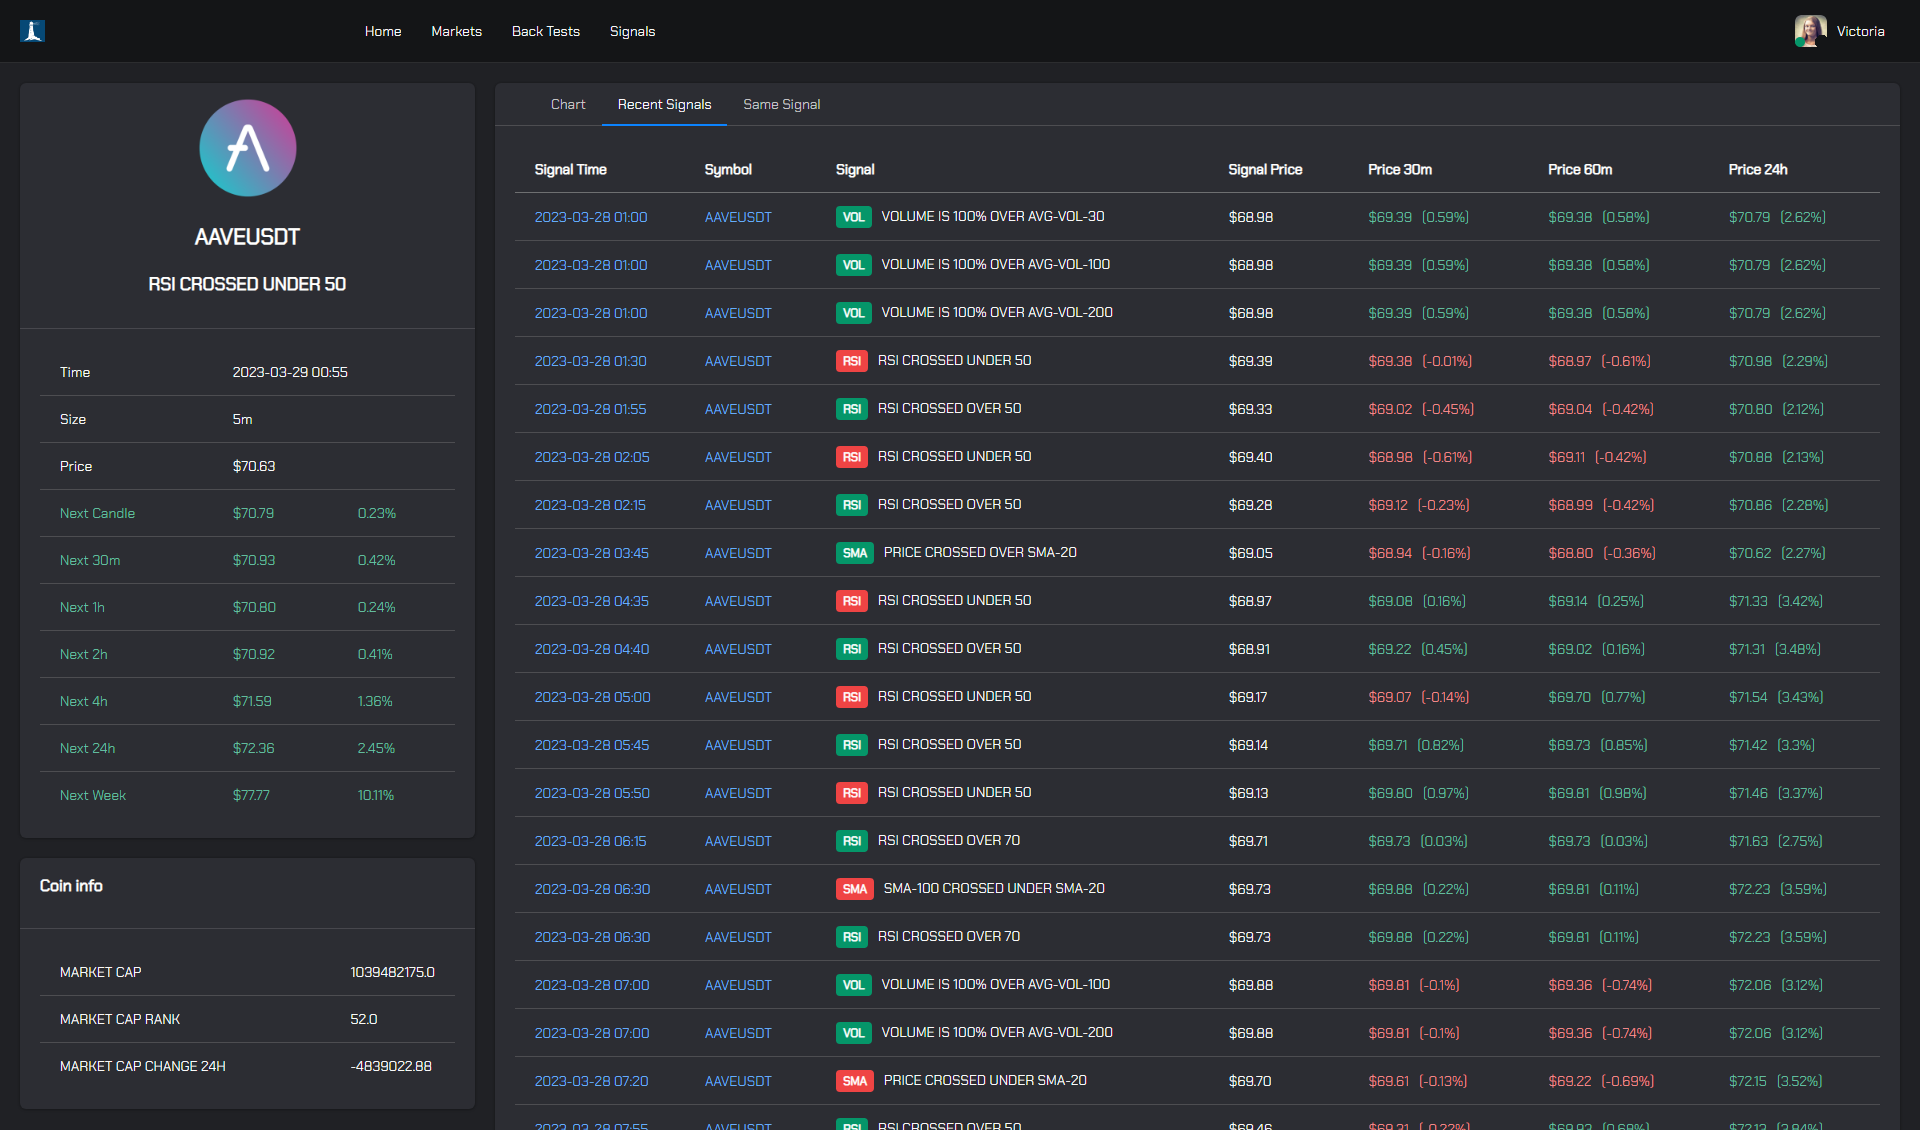 Home Markets Back Tests Signals Victoria
AAVEUSDT
RSI CROSSED UNDER 50
Time 2023-03-29 00:55
Size 5m
Price $70.63
Next Candle $70.79 0.23%
Next 30m $70.93 0.42%
Next 1h $70.80 0.24%
Next 2h $70.92 0.41%
Next 4h $71.59 1.36%
Next 24h $72.36 2.45%
Next Week $77.77 10.11%
Coin info
MARKET CAP 1039482175.0
MARKET CAP RANK 52.0
MARKET CAP CHANGE 24H -4839022.88
Chart Recent Signals Same Signal
Signal Time Symbol Signal Signal Price Price 30m Price 60m Price 24h
2023-03-28 01:00 AAVEUSDT VOL VOLUME IS 100% OVER AVG-VOL-30 $68.98 $69.39 (0.59%) $69.38 (0.58%) $70.79 (2.62%)
2023-03-28 01:00 AAVEUSDT VOL VOLUME IS 100% OVER AVG-VOL-100 $68.98 $69.39 (0.59%) $69.38 (0.58%) $70.79 (2.62%)
2023-03-28 01:00 AAVEUSDT VOL VOLUME IS 100% OVER AVG-VOL-200 $68.98 $69.39 (0.59%) $69.38 (0.58%) $70.79 (2.62%)
2023-03-28 01:30 AAVEUSDT RSI RSI CROSSED UNDER 50 $69.39 $69.38 (-0.01%) $68.97 (-0.61%) $70.98 (2.29%)
2023-03-28 01:55 AAVEUSDT RSI RSI CROSSED OVER 50 $69.33 $69.02 (-0.45%) $69.04 (-0.42%) $70.80 (2.12%)
2023-03-28 02:05 AAVEUSDT RSI RSI CROSSED UNDER 50 $69.40 $68.98 (-0.61%) $69.11 (-0.42%) $70.88 (2.13%)
2023-03-28 02:15 AAVEUSDT RSI RSI CROSSED OVER 50 $69.28 $69.12 (-0.23%) $68.99 (-0.42%) $70.86 (2.28%)
2023-03-28 03:45 AAVEUSDT SMA PRICE CROSSED OVER SMA-20 $69.05 $68.94 (-0.16%) $68.80 (-0.36%) $70.62 (2.27%)
2023-03-28 04:35 AAVEUSDT RSI RSI CROSSED UNDER 50 $68.97 $69.08 (0.16%) $69.14 (0.25%) $71.33 (3.42%)
2023-03-28 04:40 AAVEUSDT RSI RSI CROSSED OVER 50 $68.91 $69.22 (0.45%) $69.02 (0.16%) $71.31 (3.48%)
2023-03-28 05:00 AAVEUSDT RSI RSI CROSSED UNDER 50 $69.17 $69.07 (-0.14%) $69.70 (0.77%) $71.54 (3.43%)
2023-03-28 05:45 AAVEUSDT RSI RSI CROSSED OVER 50 $69.14 $69.71 (0.82%) $69.73 (0.85%) $71.42 (3.3%)
2023-03-28 05:50 AAVEUSDT RSI RSI CROSSED UNDER 50 $69.13 $69.80 (0.97%) $69.81 (0.98%) $71.46 (3.37%)
2023-03-28 06:15 AAVEUSDT RSI RSI CROSSED OVER 70 $69.71 $69.73 (0.03%) $69.73 (0.03%) $71.63 (2.75%)
2023-03-28 06:30 AAVEUSDT SMA SMA-100 CROSSED UNDER SMA-20 $69.73 $69.88 (0.22%) $69.81 (0.11%) $72.23 (3.59%)
2023-03-28 06:30 AAVEUSDT RSI RSI CROSSED OVER 70 $69.73 $69.88 (0.22%) $69.81 (0.11%) $72.23 (3.59%)
2023-03-28 07:00 AAVEUSDT VOL VOLUME IS 100% OVER AVG-VOL-100 $69.88 $69.81 (-0.1%) $69.36 (-0.74%) $72.06 (3.12%)
2023-03-28 07:00 AAVEUSDT VOL VOLUME IS 100% OVER AVG-VOL-200 $69.88 $69.81 (-0.1%) $69.36 (-0.74%) $72.06 (3.12%)
2023-03-28 07:20 AAVEUSDT SMA PRICE CROSSED UNDER SMA-20 $69.70 $69.61 (-0.13%) $69.22 (-0.69%) $72.15 (3.52%)
2023-03-28 07:55 AAVEUSDT RSI RSI CROSSED OVER 50